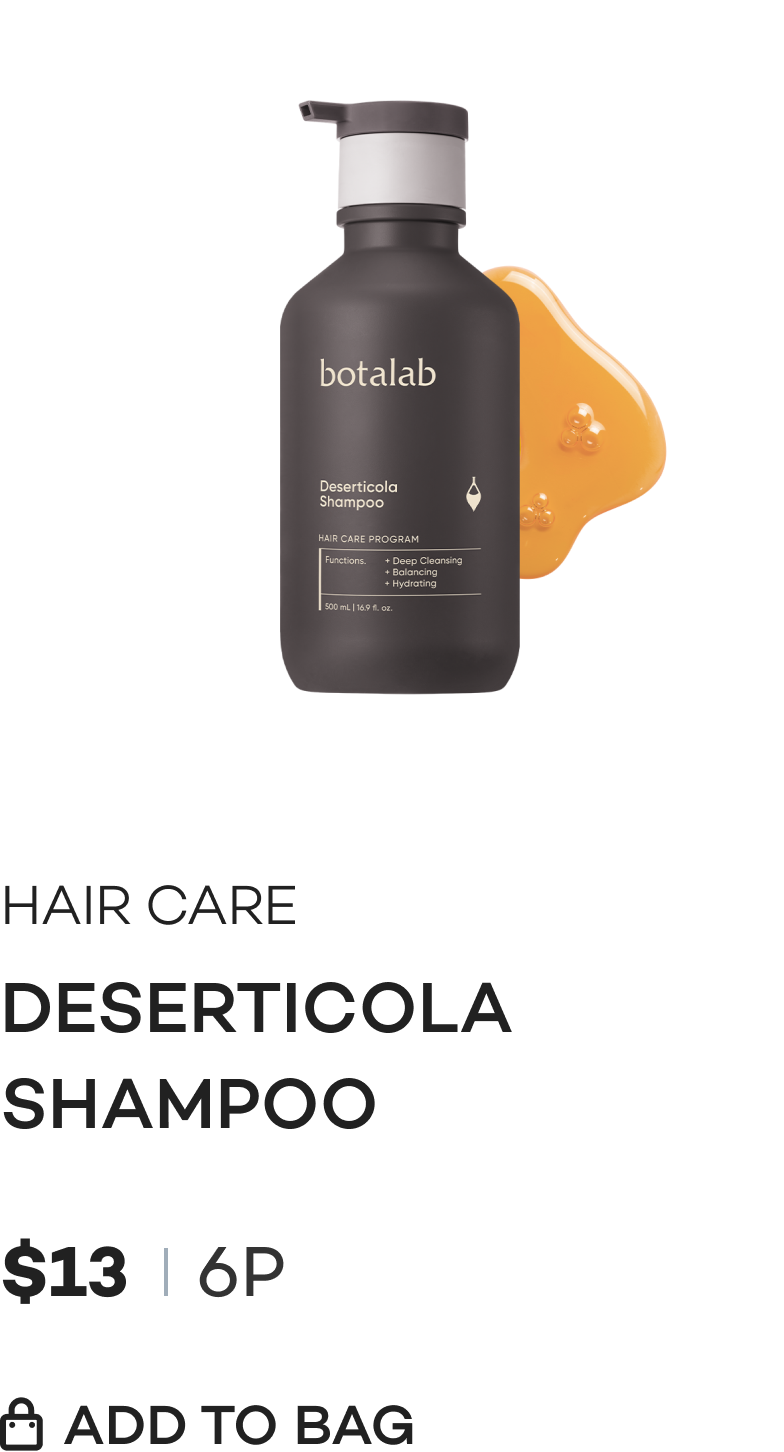 botalab
Deserticola
Shampoo
HAIR CARE PROGRAM
Functions. + Deep Cleansing
+ Balancing
+ Hydrating
500 mL | 16.9 fl. oz.
HAIR CARE
DESERTICOLA
SHAMPOO
$13 | 6P
ADD TO BAG